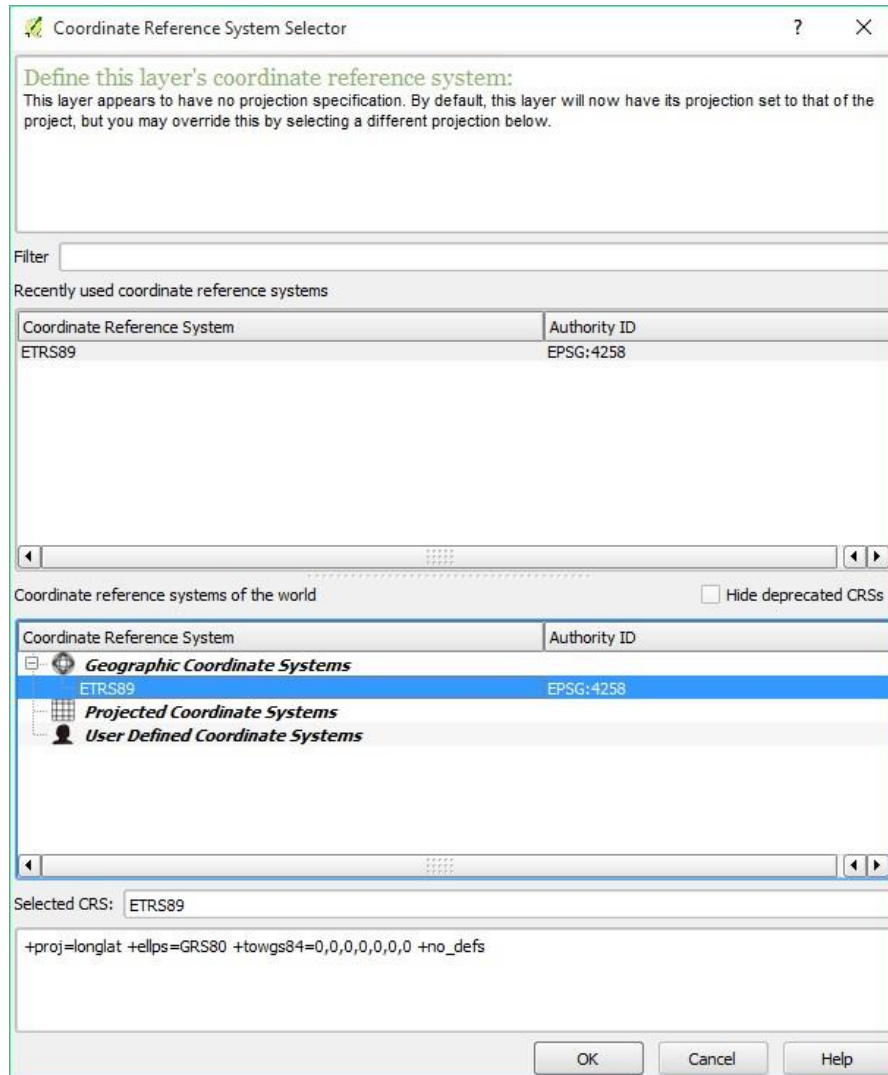 Coordinate Reference System Selector ?
Define this layer's coordinate reference system:
This layer appears to have no projection specification. By default, this layer will now have its projection set to that of the
project, but you may override this by selecting a different projection below.
Filter
Recently used coordinate reference systems
Coordinate Reference System Authority ID
ETRS89 EPSG:4258
Coordinate reference systems of the world Hide deprecated CRSs
Coordinate Reference System Authority ID
Geographic Coordinate Systems
ETRS89 EPSG:4258
Projected Coordinate Systems
User Defined Coordinate Systems
Selected CRS: ETRS89
+proj=longlat +ellps=GRS80 +towgs84=0,0,0,0,0,0,0 +no_defs
OK Cancel Help